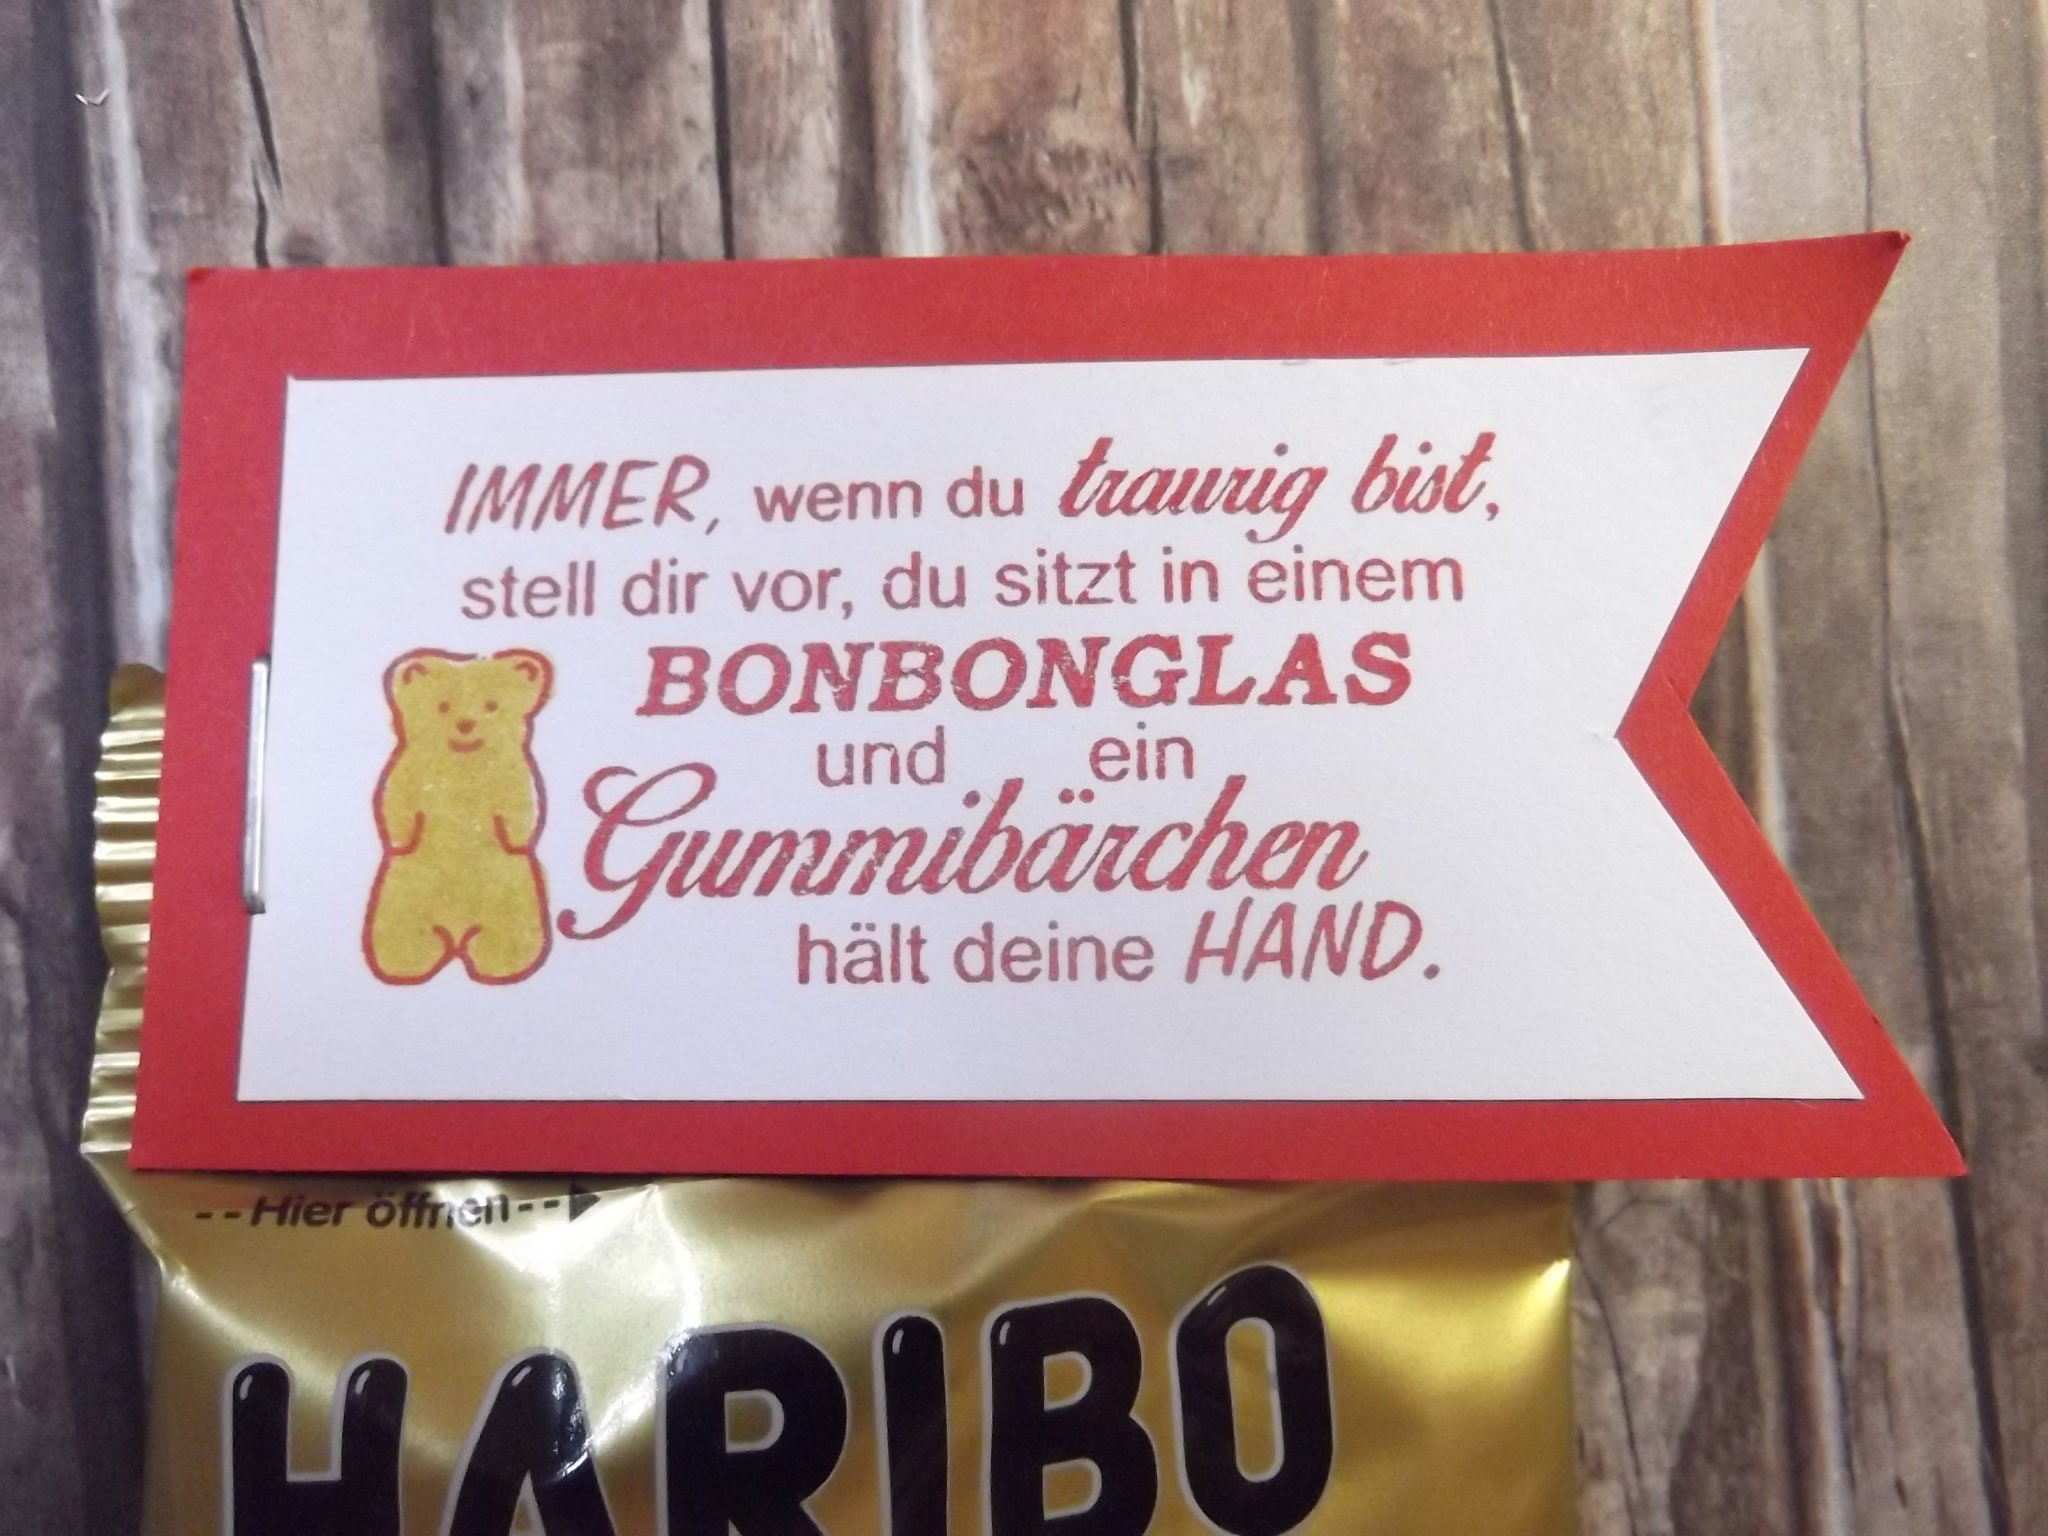 IMMER, wenn du traurig bist,
stell dir vor, du sitzt in einem
BONBONGLAS
und ein
Gummibärchen
hält deine HAND.
--Hier öffnen--
HARIBO